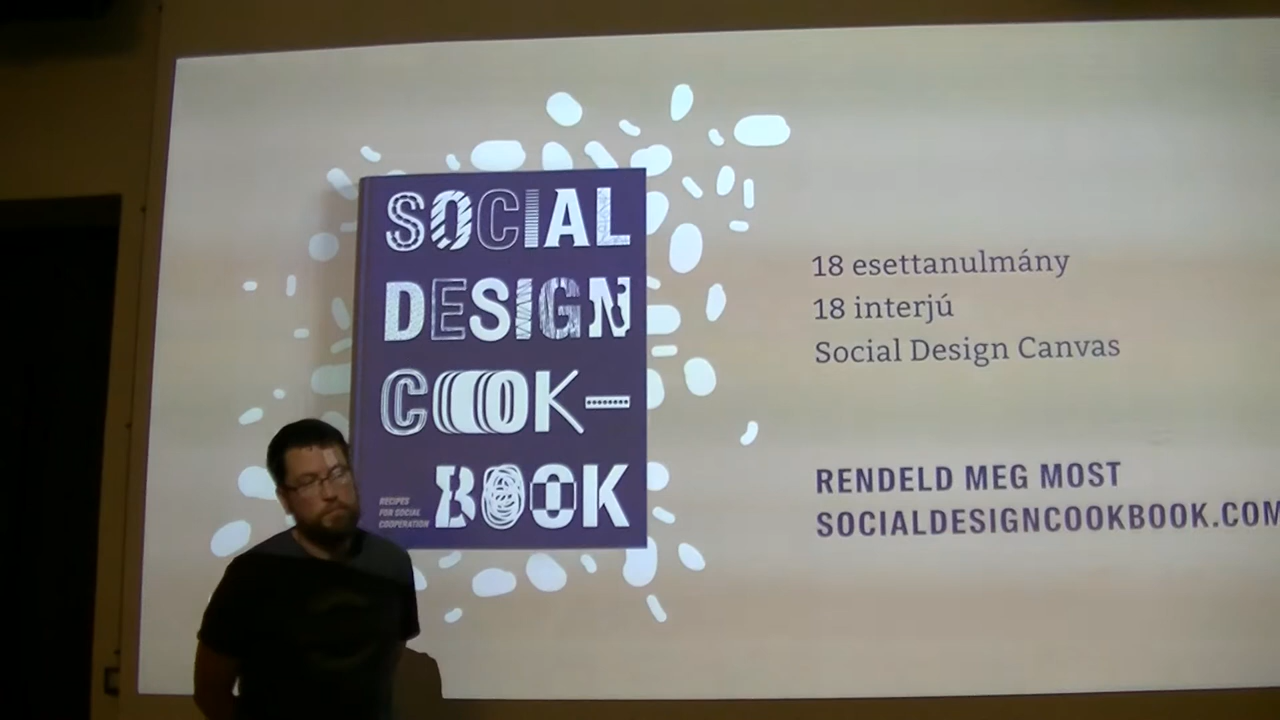 SOCIAL
DESIGN
COOK-
BOOK
RECIPES
FOR SOCIAL
COOPERATION
18 esettanulmány
18 interjú
Social Design Canvas
RENDELD MEG MOST
SOCIALDESIGNCOOKBOOK.COM